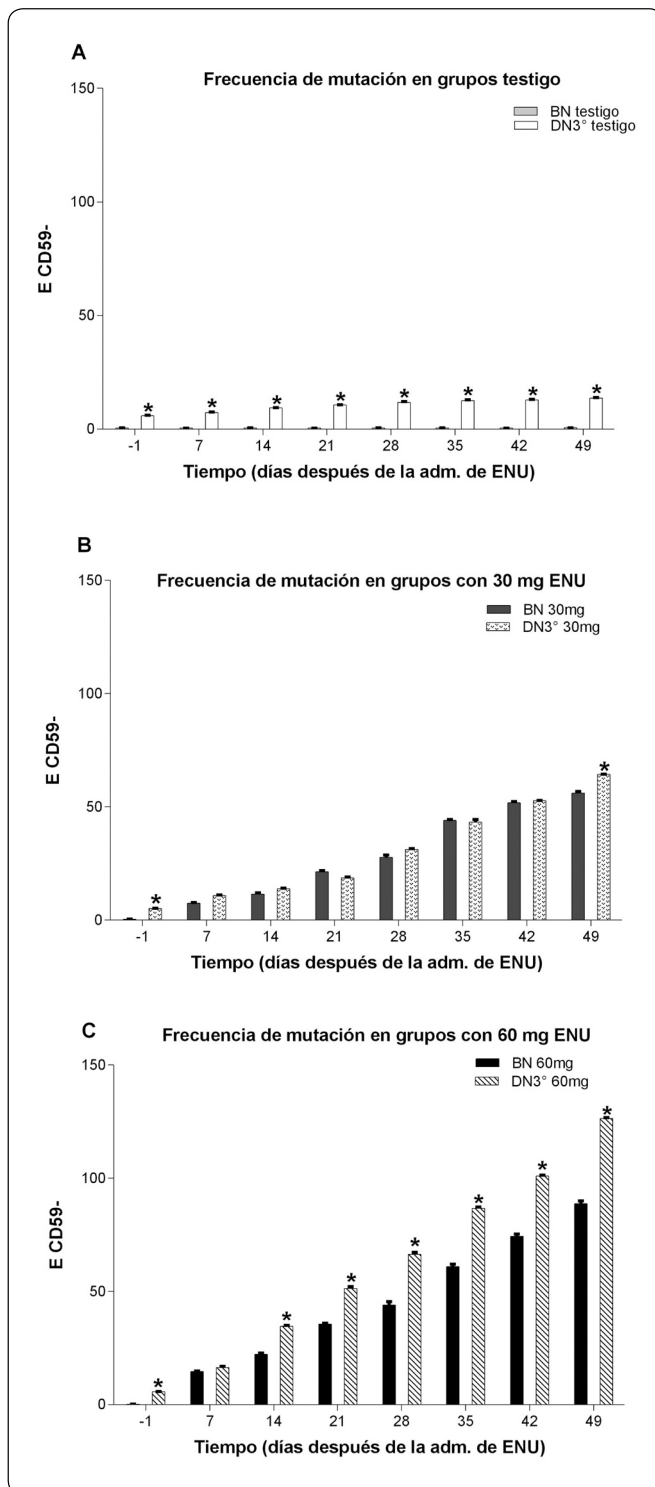 A
Frecuencia de mutación en grupos testigo
BN testigo
DN3° testigo
150
100
50
0
E CD59-
* * * * * * * *
-1 7 14 21 28 35 42 49
Tiempo (días después de la adm. de ENU)
B
Frecuencia de mutación en grupos con 30 mg ENU
BN 30mg
DN3° 30mg
150
100
50
0
E CD59-
* *
-1 7 14 21 28 35 42 49
Tiempo (días después de la adm. de ENU)
C
Frecuencia de mutación en grupos con 60 mg ENU
BN 60mg
DN3° 60mg
150
100
50
0
E CD59-
* * * * * * *
-1 7 14 21 28 35 42 49
Tiempo (días después de la adm. de ENU)